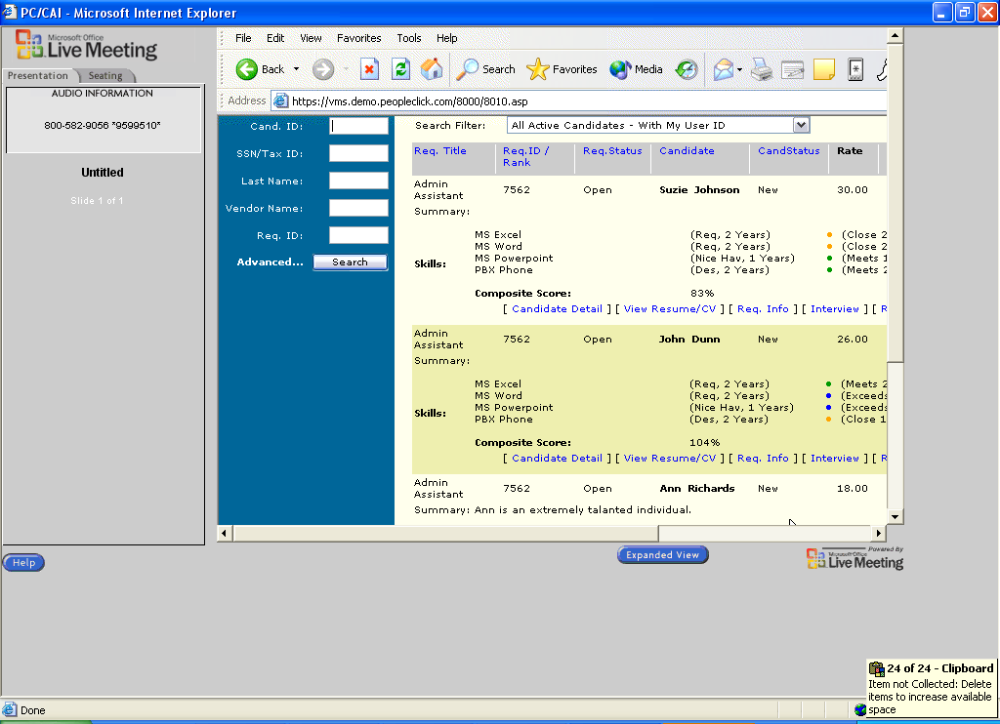 PC/CAI - Microsoft Internet Explorer
Microsoft Office
Live Meeting
Presentation Seating
AUDIO INFORMATION
800-582-9056 *9599510*
Untitled
Slide 1 of 1
File Edit View Favorites Tools Help
Back Search Favorites Media
Address https://vms.demo.peopleclick.com/8000/8010.asp
Cand. ID:
SSN/Tax ID:
Last Name:
Vendor Name:
Req. ID:
Advanced... Search
Search Filter: All Active Candidates - With My User ID
Req. Title Req.ID / Rank Req.Status Candidate CandStatus Rate
Admin Assistant 7562 Open Suzie Johnson New 30.00
Summary:
Skills:
MS Excel (Req, 2 Years) (Close 2
MS Word (Req, 2 Years) (Close 2
MS Powerpoint (Nice Hav, 1 Years) (Meets 1
PBX Phone (Des, 2 Years) (Meets 2
Composite Score: 83%
[ Candidate Detail ] [ View Resume/CV ] [ Req. Info ] [ Interview ] [ R
Admin Assistant 7562 Open John Dunn New 26.00
Summary:
Skills:
MS Excel (Req, 2 Years) (Meets 2
MS Word (Req, 2 Years) (Exceeds
MS Powerpoint (Nice Hav, 1 Years) (Exceeds
PBX Phone (Des, 2 Years) (Close 1
Composite Score: 104%
[ Candidate Detail ] [ View Resume/CV ] [ Req. Info ] [ Interview ] [ R
Admin Assistant 7562 Open Ann Richards New 18.00
Summary: Ann is an extremely talanted individual.
Help
Expanded View
Powered By
Microsoft Office
Live Meeting
24 of 24 - Clipboard
Item not Collected: Delete
items to increase available
space
Done